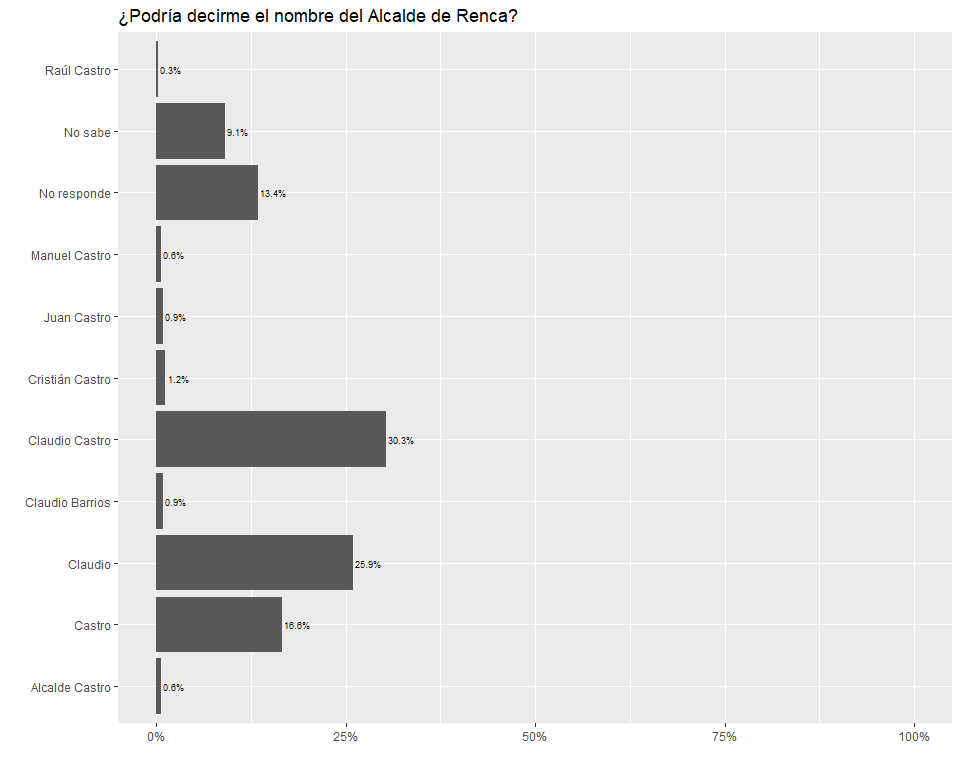 ¿Podría decirme el nombre del Alcalde de Renca?
Raúl Castro 0.3%
No sabe 9.1%
No responde 13.4%
Manuel Castro 0.6%
Juan Castro 0.9%
Cristián Castro 1.2%
Claudio Castro 30.3%
Claudio Barrios 0.9%
Claudio 25.9%
Castro 16.6%
Alcalde Castro 0.6%
0% 25% 50% 75% 100%